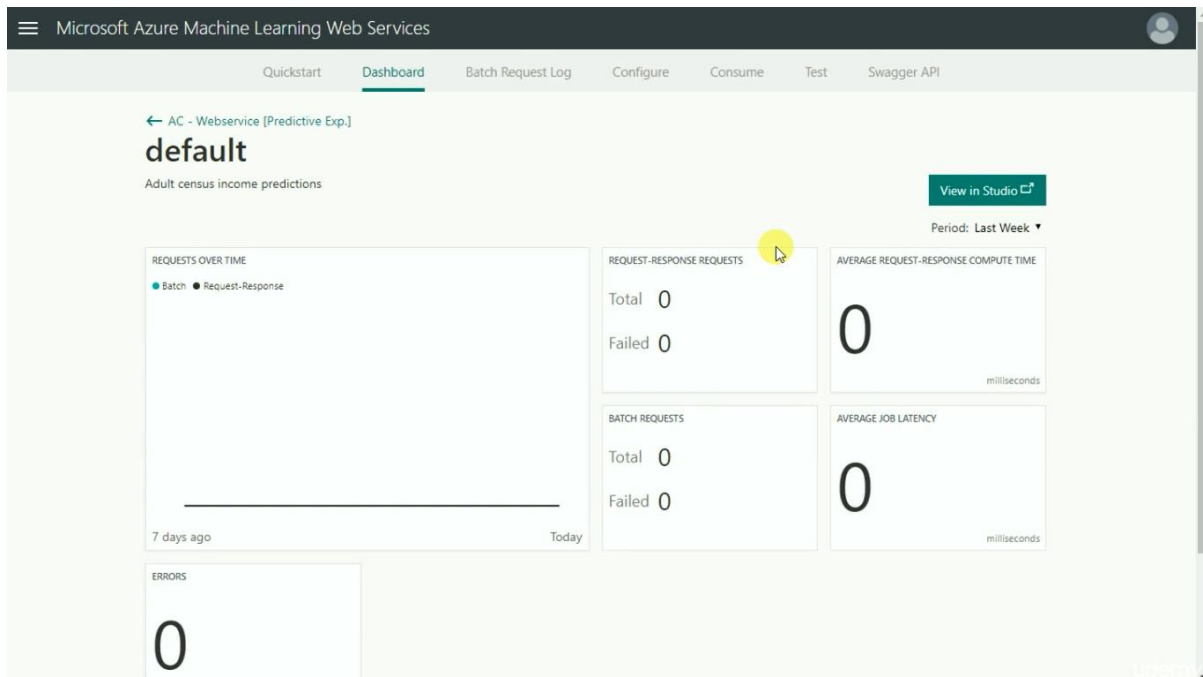 Microsoft Azure Machine Learning Web Services
Quickstart Dashboard Batch Request Log Configure Consume Test Swagger API
← AC - Webservice [Predictive Exp.]
default
Adult census income predictions
View in Studio
Period: Last Week ▼
REQUESTS OVER TIME
Batch Request-Response
7 days ago Today
REQUEST-RESPONSE REQUESTS
Total 0
Failed 0
AVERAGE REQUEST-RESPONSE COMPUTE TIME
0
milliseconds
BATCH REQUESTS
Total 0
Failed 0
AVERAGE JOB LATENCY
0
milliseconds
ERRORS
0